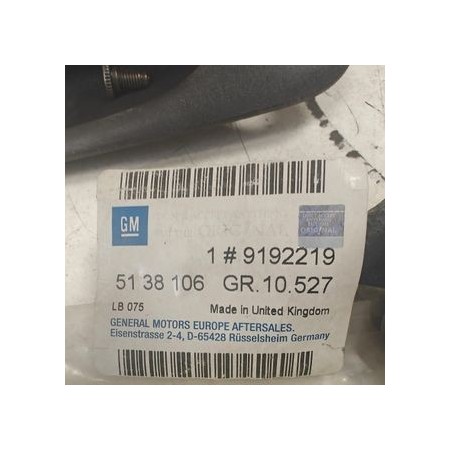 GM
ORIGINAL
1 # 9192219
51 38 106 GR.10.527
LB 075 Made in United Kingdom
GENERAL MOTORS EUROPE AFTERSALES.
Eisenstrasse 2-4, D-65428 Rüsselsheim Germany